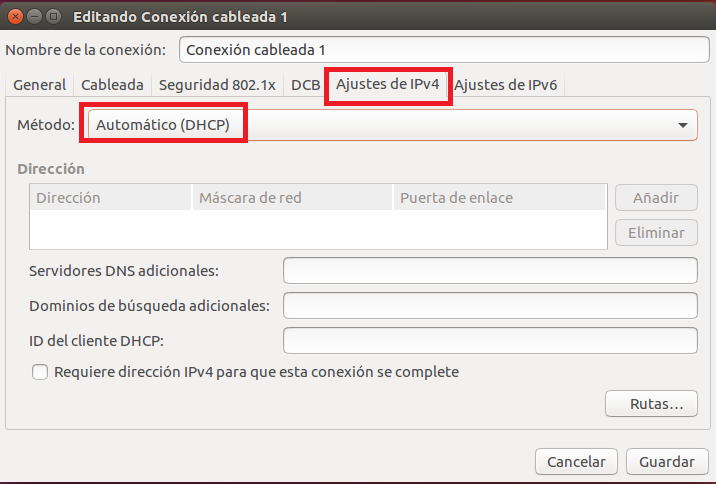 Editando Conexión cableada 1
Nombre de la conexión: Conexión cableada 1
General Cableada Seguridad 802.1x DCB Ajustes de IPv4 Ajustes de IPv6
Método: Automático (DHCP)
Dirección
Dirección Máscara de red Puerta de enlace Añadir
Eliminar
Servidores DNS adicionales:
Dominios de búsqueda adicionales:
ID del cliente DHCP:
Requiere dirección IPv4 para que esta conexión se complete
Rutas...
Cancelar Guardar